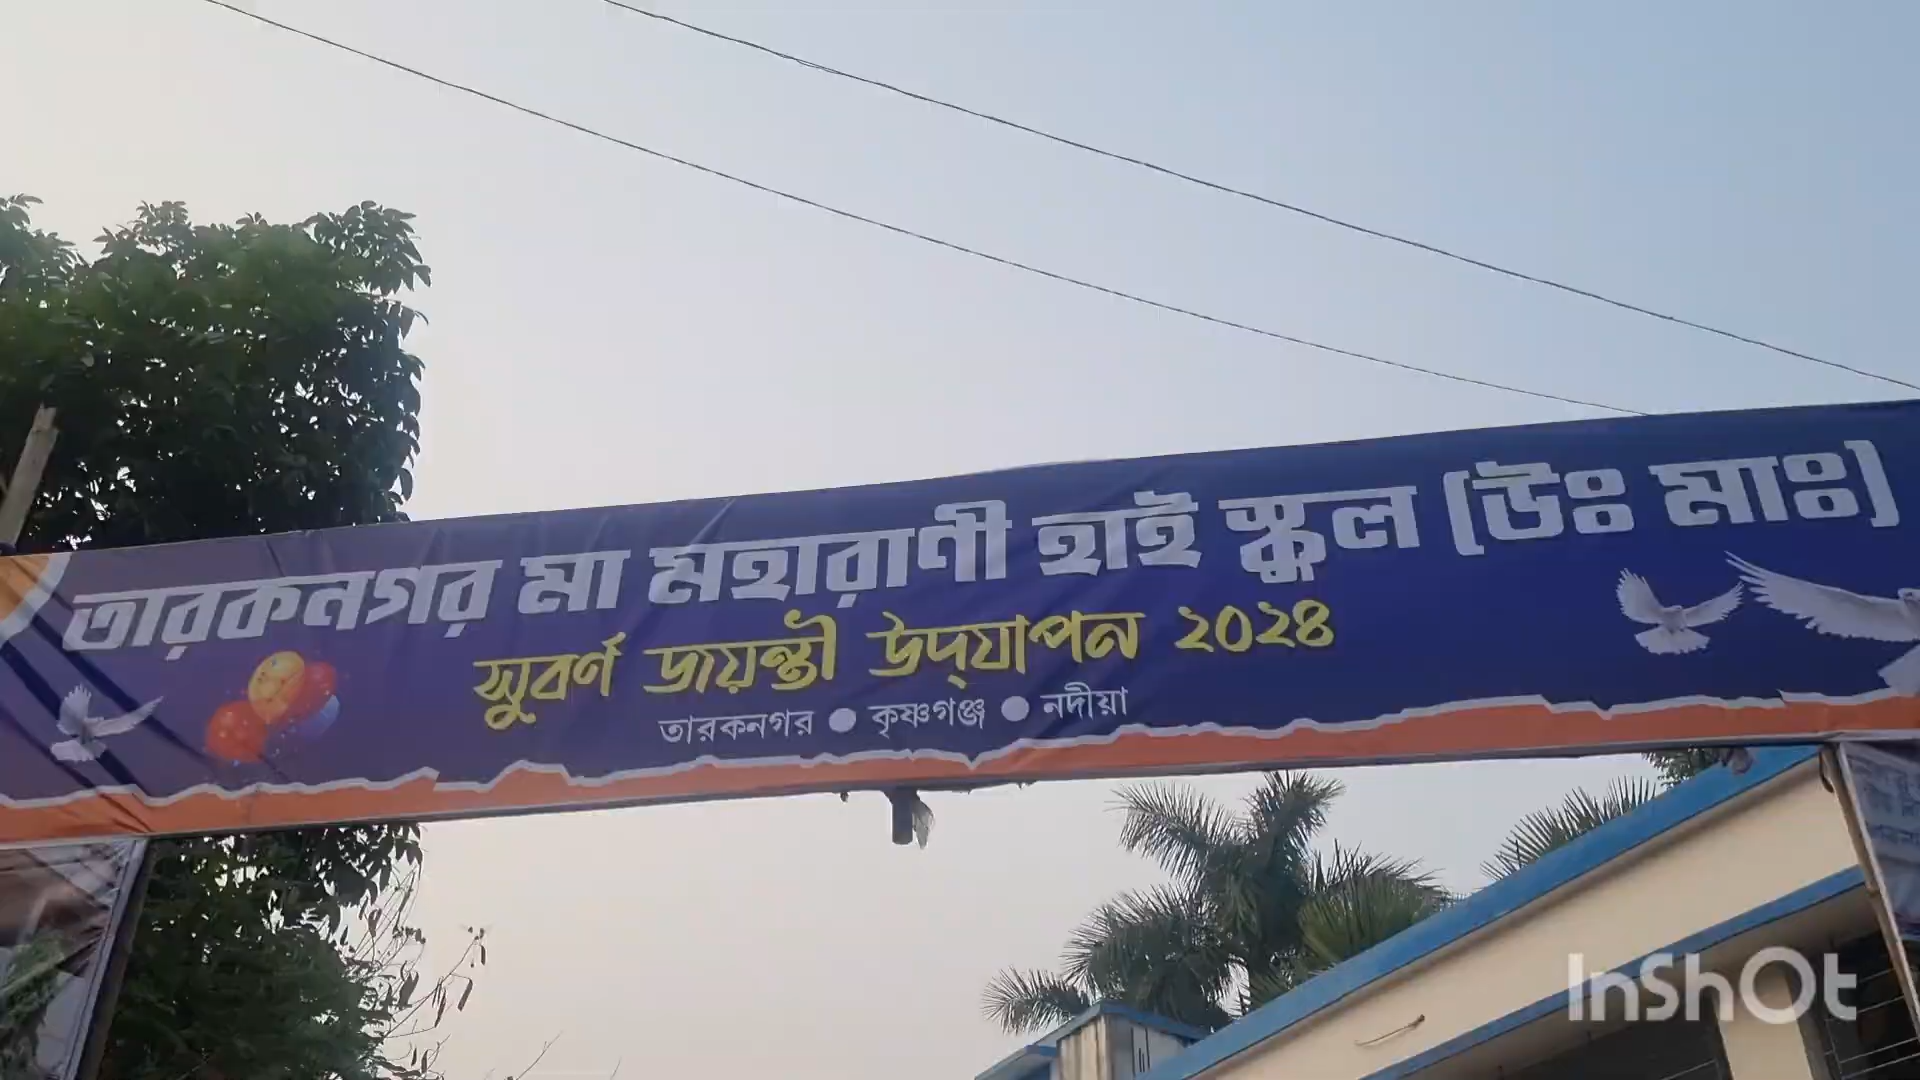 তারকনগর মা মহারাণী হাই স্কুল (উঃ মাঃ)
সুবর্ণ জয়ন্তী উদ্‌যাপন ২০২৪
তারকনগর ● কৃষ্ণগঞ্জ ● নদীয়া
InShOt